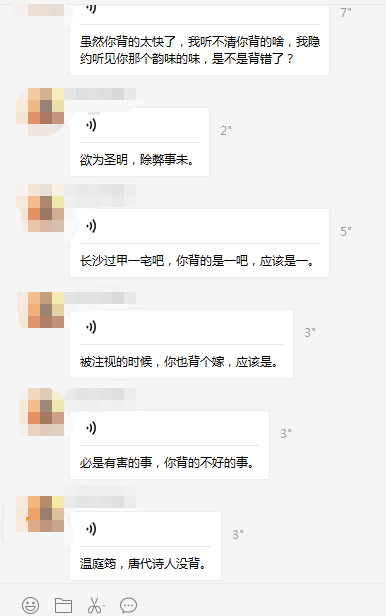 7"
虽然你背的太快了，我听不清你背的啥，我隐
约听见你那个韵味的味，是不是背错了？
2"
欲为圣明，除弊事未。
5"
长沙过甲一宅吧，你背的是一吧，应该是一。
3"
被注视的时候，你也背个嫁，应该是。
3"
必是有害的事，你背的不好的事。
3"
温庭筠，唐代诗人没背。